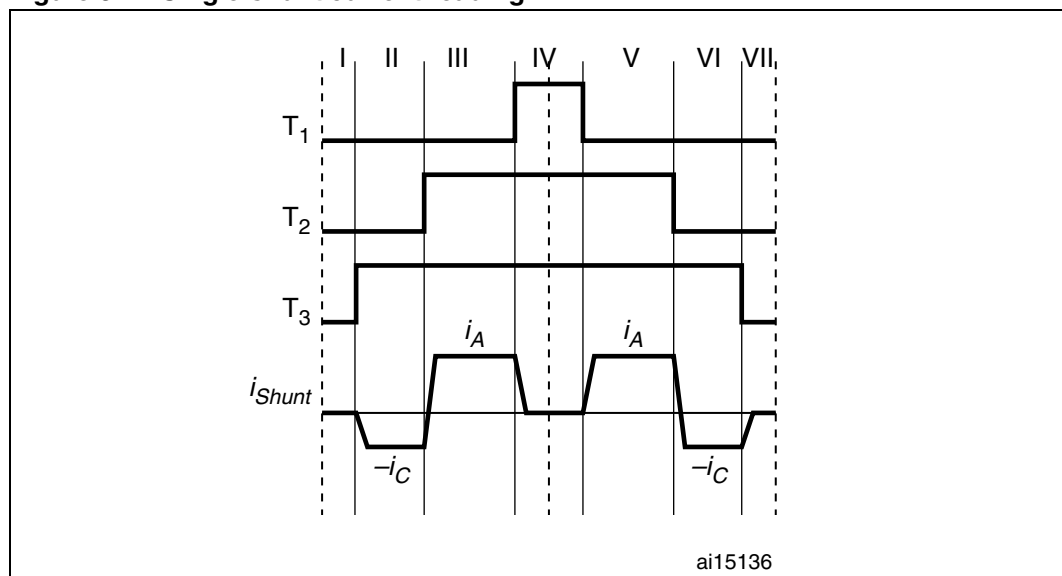 I II III IV V VI VII
T1
T2
T3
iA iA
iShunt
–iC –iC
ai15136